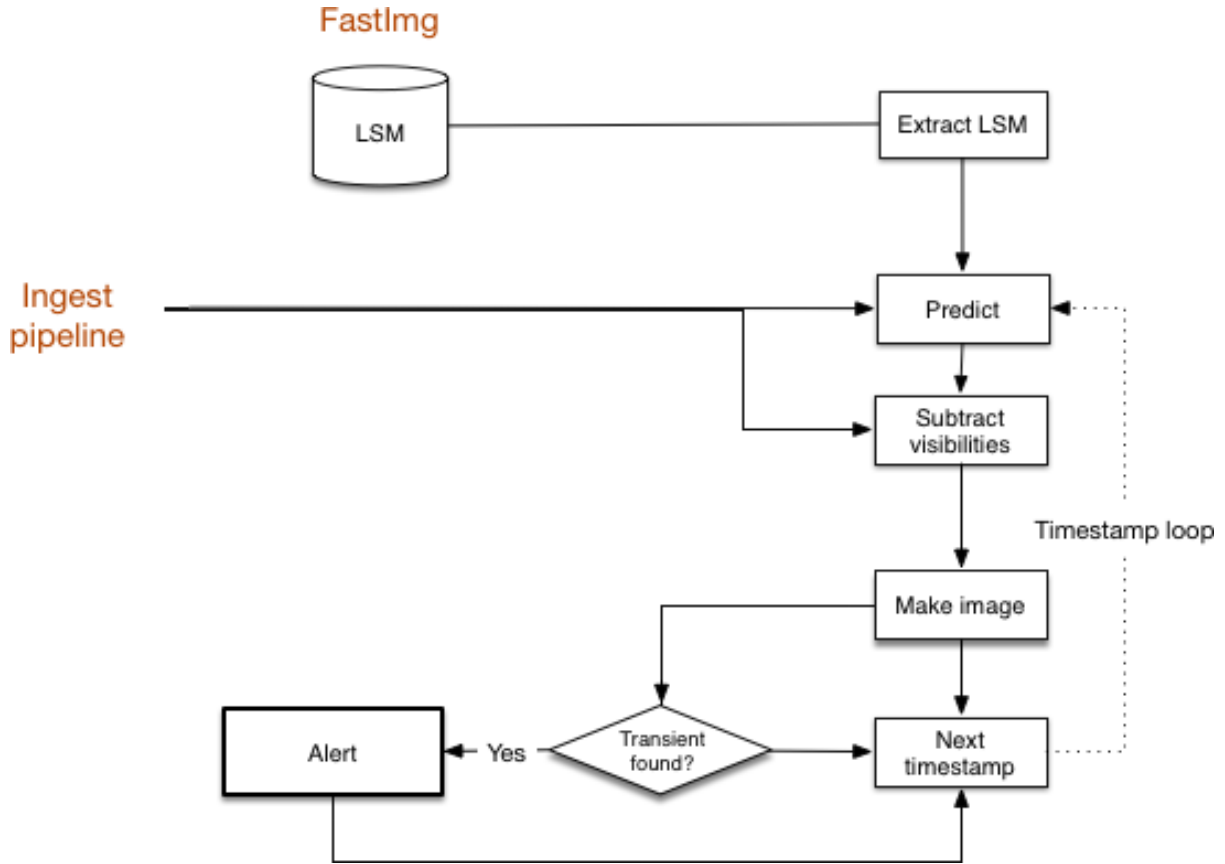 FastImg
LSM
Extract LSM
Ingest
pipeline
Predict
Subtract
visibilities
Timestamp loop
Make image
Alert
Yes
Transient
found?
Next
timestamp